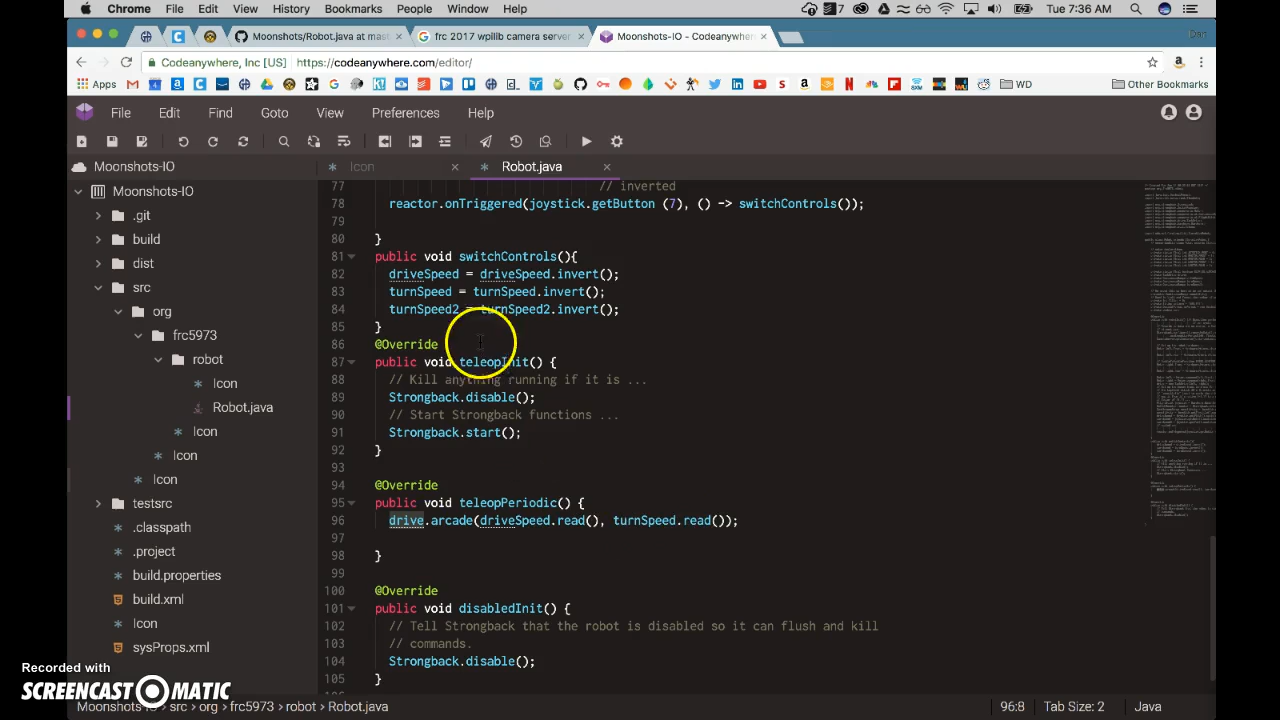 Chrome File Edit View History Bookmarks People Window Help
7 Tue 7:36 AM
Moonshots/Robot.java at mast
frc 2017 wpilib camera server
Moonshots-IO - Codeanywhere
Dan
Codeanywhere, Inc [US] https://codeanywhere.com/editor/
Apps WD Other Bookmarks
File Edit Find Goto View Preferences Help
Moonshots-IO
Icon
Robot.java
Moonshots-IO
.git
build
dist
src
org
frc5973
robot
Icon
Robot.java
Icon
Icon
Icon
testsrc
.classpath
.project
build.properties
build.xml
Icon
sysProps.xml
77 // inverted
78 reactor.onTriggered(joystick.getButton (7), () -> switchControls());
79
80 }
81 public void switchControls(){
82 driveSpeed = driveSpeed.invert();
83 turnSpeed = turnSpeed.invert();
84 turnSpeed2 = turnSpeed2.invert();
85 }
86 @Override
87 public void teleopInit() {
88 // Kill anything running if it is ...
89 Strongback.disable();
90 // Start Strongback functions ...
91 Strongback.start();
92 }
93
94 @Override
95 public void teleopPeriodic() {
96 drive.arcade(driveSpeed.read(), turnSpeed.read());
97
98 }
99
100 @Override
101 public void disabledInit() {
102 // Tell Strongback that the robot is disabled so it can flush and kill
103 // commands.
104 Strongback.disable();
105 }
Recorded with
SCREENCAST-O-MATIC
Moonshots-IO › src › org › frc5973 › robot › Robot.java
96:8 Tab Size: 2 Java